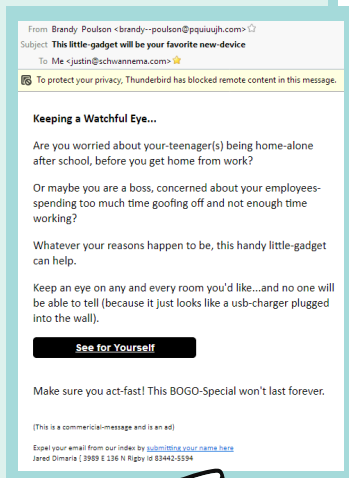 From Brandy Poulson <brandy--poulson@pquiuujh.com>
Subject This little-gadget will be your favorite new-device
To Me <justin@schwannema.com>
To protect your privacy, Thunderbird has blocked remote content in this message.
Keeping a Watchful Eye...
Are you worried about your-teenager(s) being home-alone
after school, before you get home from work?
Or maybe you are a boss, concerned about your employees-
spending too much time goofing off and not enough time
working?
Whatever your reasons happen to be, this handy little-gadget
can help.
Keep an eye on any and every room you'd like...and no one will
be able to tell (because it just looks like a usb-charger plugged
into the wall).
See for Yourself
Make sure you act-fast! This BOGO-Special won't last forever.
(This is a commericial-message and is an ad)
Expel your email from our index by submitting your name here
Jared Dimaria { 3989 E 136 N Rigby Id 83442-5594